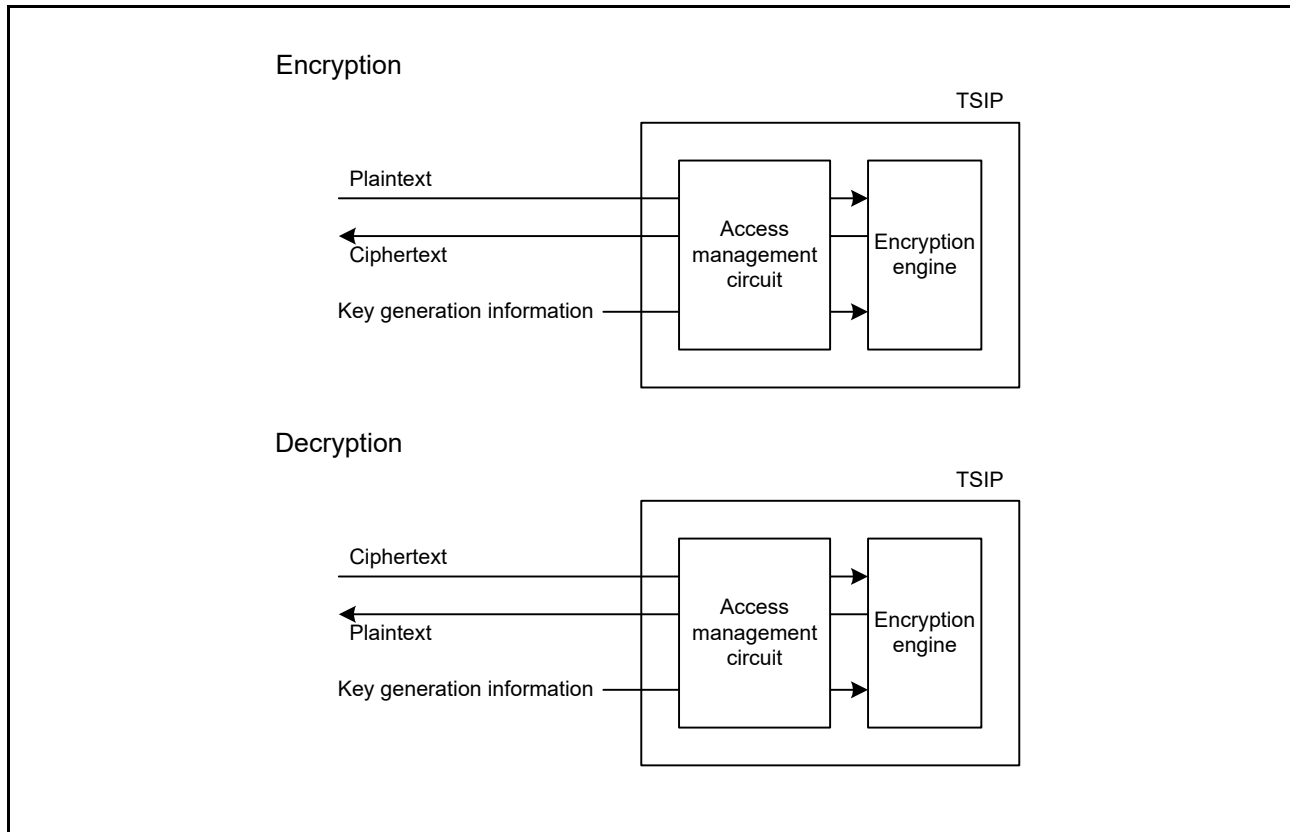 Encryption
TSIP
Plaintext
Ciphertext
Key generation information
Access
management
circuit
Encryption
engine
Decryption
TSIP
Ciphertext
Plaintext
Key generation information
Access
management
circuit
Encryption
engine